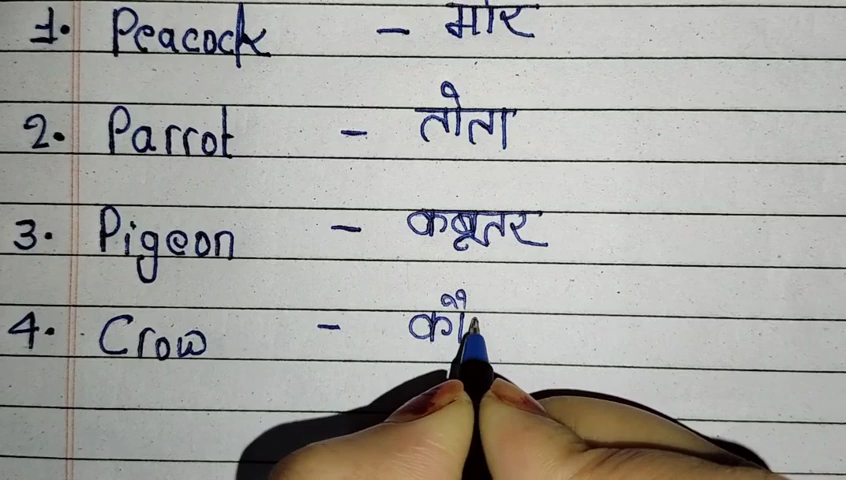 1. Peacock - मोर
2. Parrot - तोता
3. Pigeon - कबूतर
4. Crow - कौ